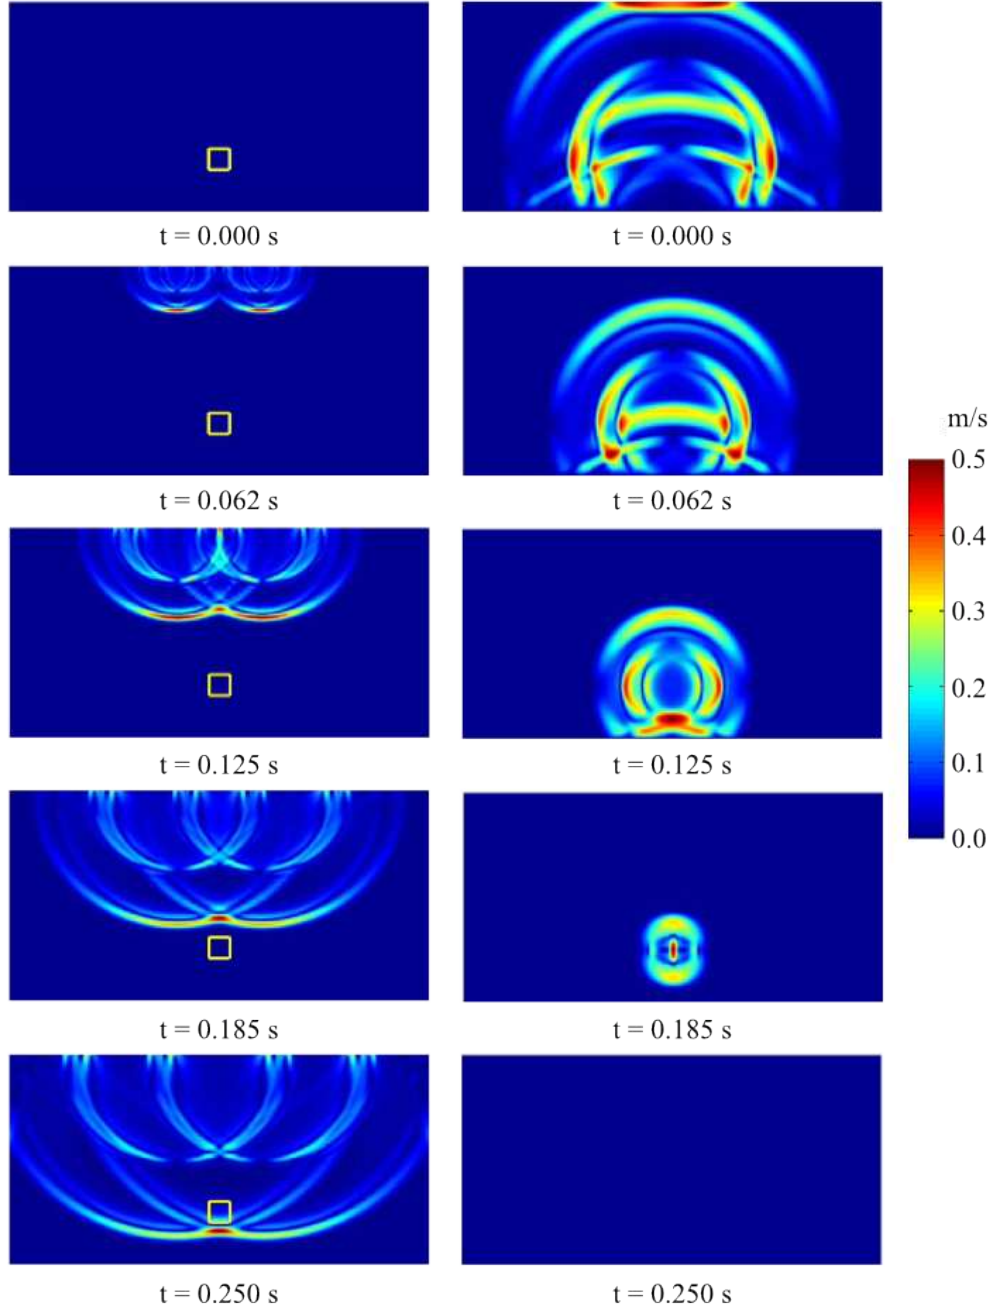 t = 0.000 s
t = 0.000 s
t = 0.062 s
t = 0.062 s
m/s
0.5
0.4
0.3
0.2
0.1
0.0
t = 0.125 s
t = 0.125 s
t = 0.185 s
t = 0.185 s
t = 0.250 s
t = 0.250 s